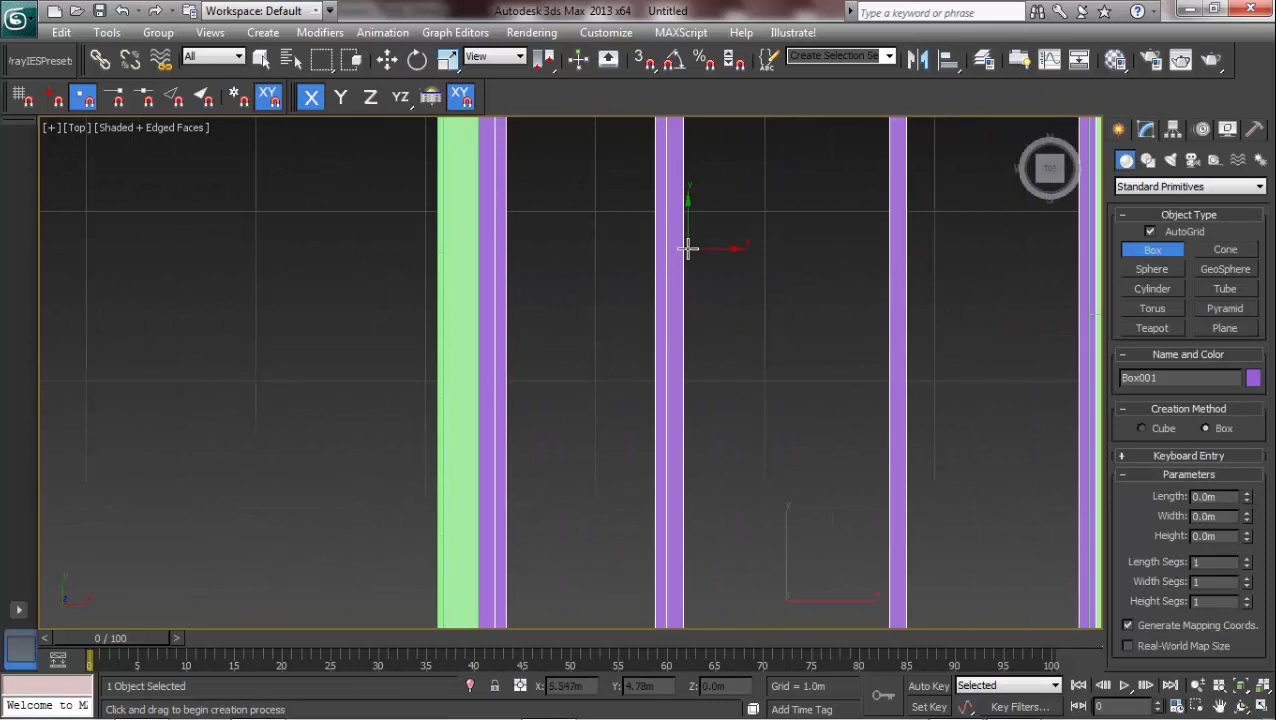 Workspace: Default
Autodesk 3ds Max 2013 x64
Untitled
Type a keyword or phrase
Edit Tools Group Views Create Modifiers Animation Graph Editors Rendering Customize MAXScript Help Illustrate!
rayIESPreset
All
View
3
%
Create Selection Se
X Y Z YZ XY
XY
[+] [Top] [Shaded + Edged Faces]
TOP
Standard Primitives
Object Type
AutoGrid
Box Cone
Sphere GeoSphere
Cylinder Tube
Torus Pyramid
Teapot Plane
Name and Color
Box001
Creation Method
Cube Box
Keyboard Entry
Parameters
Length: 0.0m
Width: 0.0m
Height: 0.0m
Length Segs: 1
Width Segs: 1
Height Segs: 1
Generate Mapping Coords.
Real-World Map Size
0 / 100
0 5 10 15 20 25 30 35 40 45 50 55 60 65 70 75 80 85 90 95 100
1 Object Selected
X: 5.547m Y: 4.78m Z: 0.0m
Grid = 1.0m
Auto Key Selected
Welcome to M
Click and drag to begin creation process
Add Time Tag
Set Key Key Filters...
0